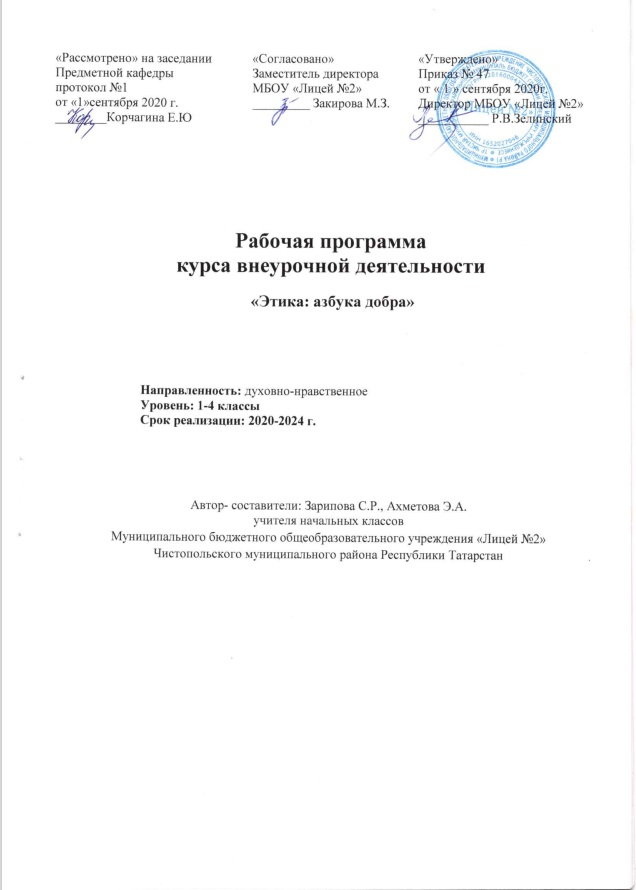 «Рассмотрено» на заседании
Предметной кафедры
протокол №1
от «1»сентября 2020 г.
________Корчагина Е.Ю
«Согласовано»
Заместитель директора
МБОУ «Лицей №2»
_________ Закирова М.З.
«Утверждено»
Приказ № 47
от « 1 » сентября 2020г.
Директор МБОУ «Лицей №2»
____________ Р.В.Зелинский
Рабочая программа
курса внеурочной деятельности
«Этика: азбука добра»
Направленность: духовно-нравственное
Уровень: 1-4 классы
Срок реализации: 2020-2024 г.
Автор- составители: Зарипова С.Р., Ахметова Э.А.
учителя начальных классов
Муниципального бюджетного общеобразовательного учреждения «Лицей №2»
Чистопольского муниципального района Республики Татарстан